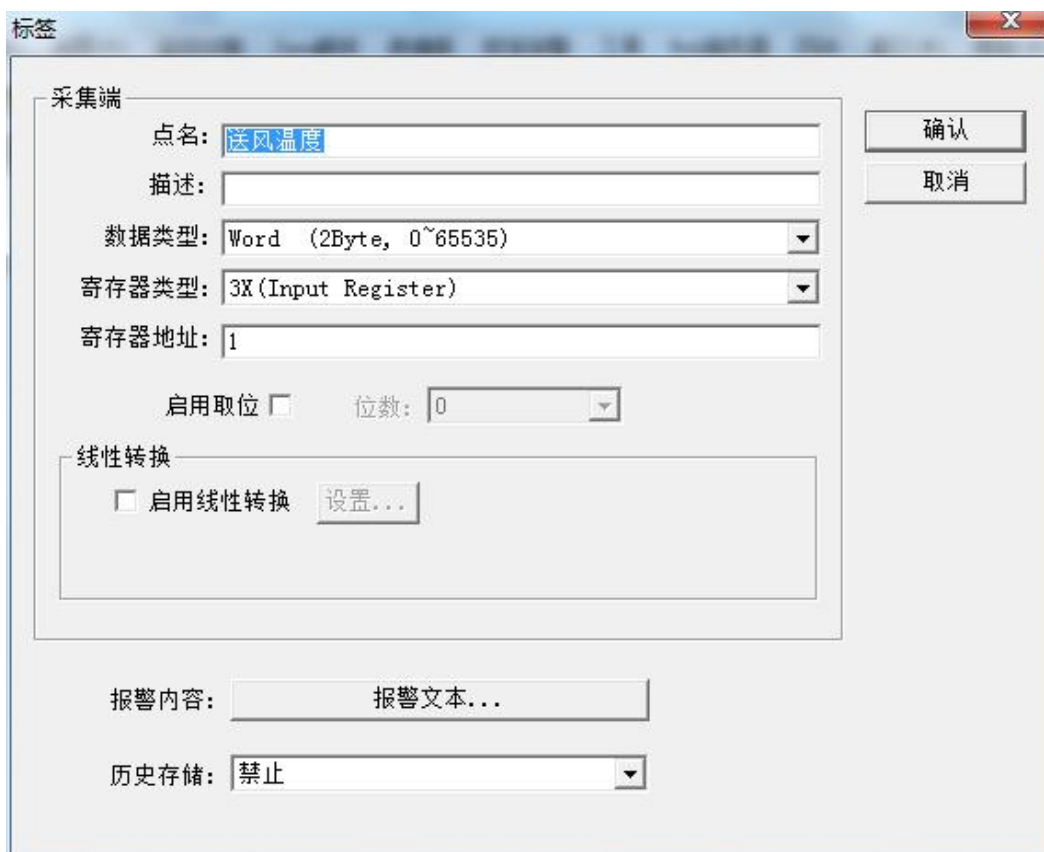 标签
采集端
点名: 送风温度
确认
描述:
取消
数据类型: Word (2Byte, 0~65535)
寄存器类型: 3X(Input Register)
寄存器地址: 1
启用取位 位数: 0
线性转换
启用线性转换 设置...
报警内容: 报警文本...
历史存储: 禁止